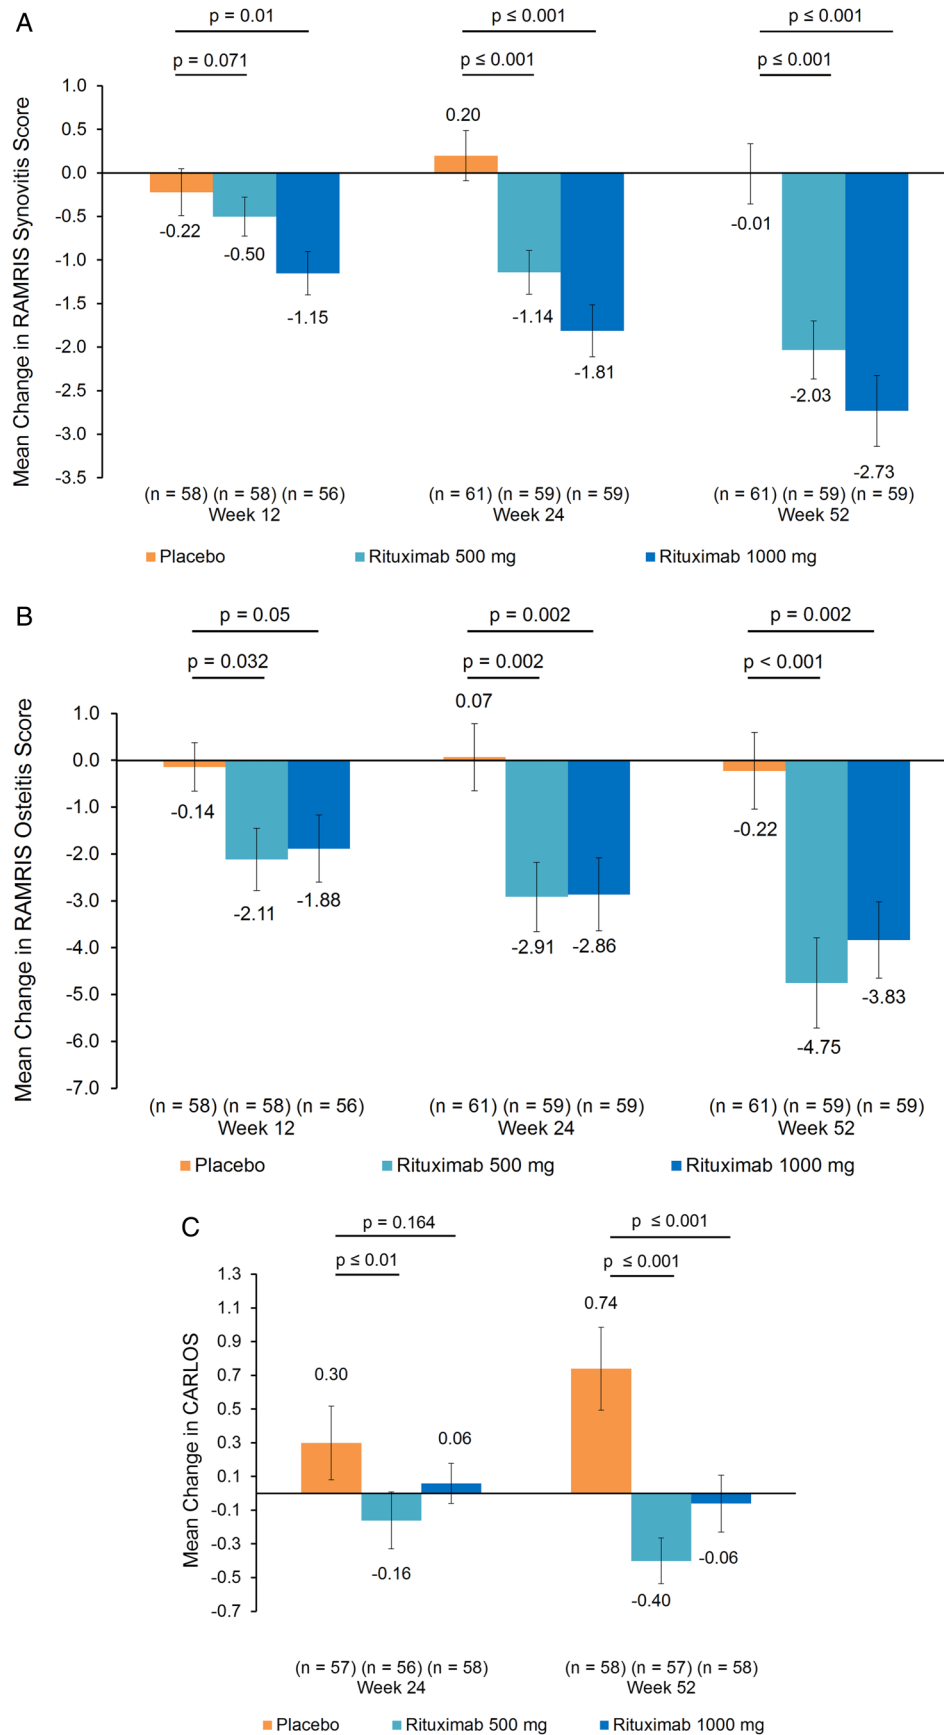 A
p = 0.01
p ≤ 0.001
p ≤ 0.001
p = 0.071
p ≤ 0.001
p ≤ 0.001
Mean Change in RAMRIS Synovitis Score
1.0
0.5
0.0
-0.5
-1.0
-1.5
-2.0
-2.5
-3.0
-3.5
-0.22
-0.50
-1.15
0.20
-1.14
-1.81
-0.01
-2.03
-2.73
(n = 58) (n = 58) (n = 56)
Week 12
(n = 61) (n = 59) (n = 59)
Week 24
(n = 61) (n = 59) (n = 59)
Week 52
Placebo
Rituximab 500 mg
Rituximab 1000 mg
B
p = 0.05
p = 0.002
p = 0.002
p = 0.032
p = 0.002
p < 0.001
Mean Change in RAMRIS Osteitis Score
1.0
0.0
-1.0
-2.0
-3.0
-4.0
-5.0
-6.0
-7.0
-0.14
-2.11
-1.88
0.07
-2.91
-2.86
-0.22
-4.75
-3.83
(n = 58) (n = 58) (n = 56)
Week 12
(n = 61) (n = 59) (n = 59)
Week 24
(n = 61) (n = 59) (n = 59)
Week 52
Placebo
Rituximab 500 mg
Rituximab 1000 mg
C
p = 0.164
p ≤ 0.001
p ≤ 0.01
p ≤ 0.001
Mean Change in CARLOS
1.3
1.1
0.9
0.7
0.5
0.3
0.1
-0.1
-0.3
-0.5
-0.7
0.30
-0.16
0.06
0.74
-0.40
-0.06
(n = 57) (n = 56) (n = 58)
Week 24
(n = 58) (n = 57) (n = 58)
Week 52
Placebo
Rituximab 500 mg
Rituximab 1000 mg